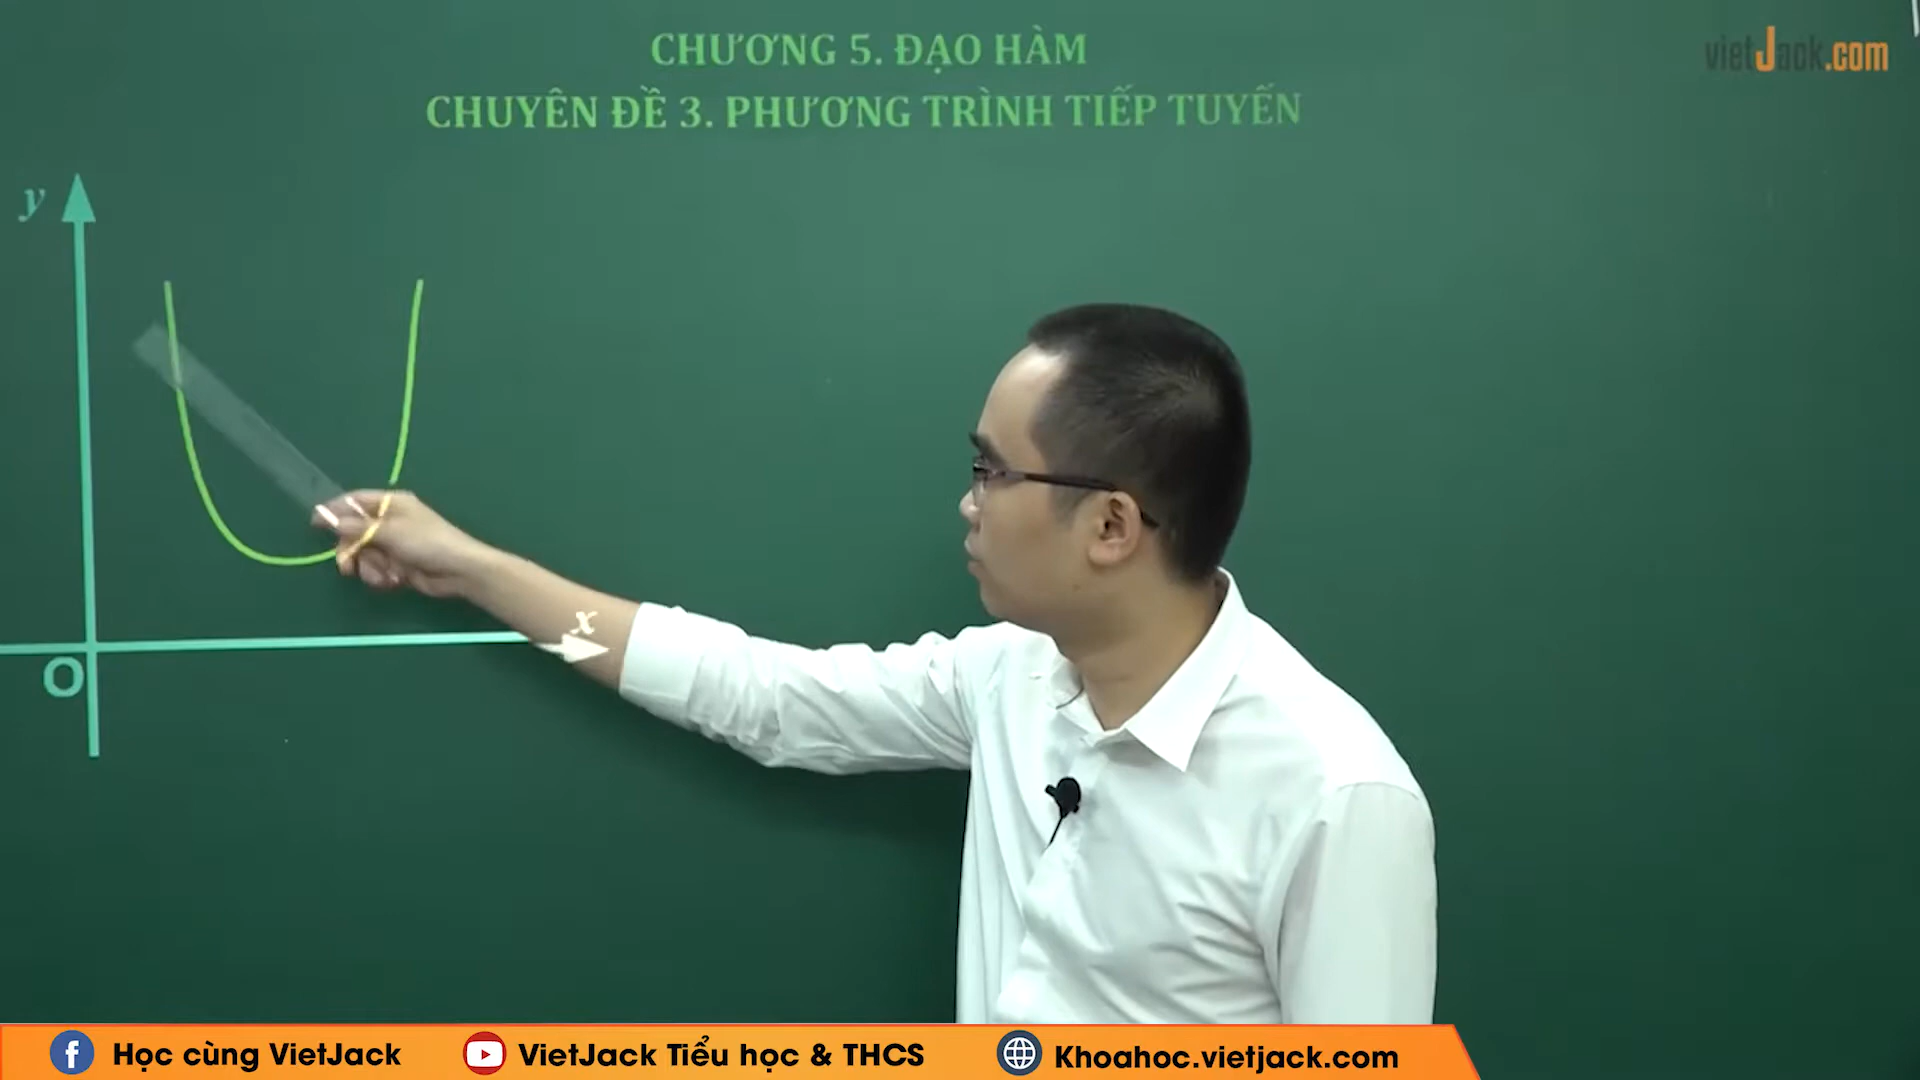 CHƯƠNG 5. ĐẠO HÀM
vietJack.com
CHUYÊN ĐỀ 3. PHƯƠNG TRÌNH TIẾP TUYẾN
y
x
O
Học cùng VietJack
VietJack Tiểu học & THCS
Khoahoc.vietjack.com